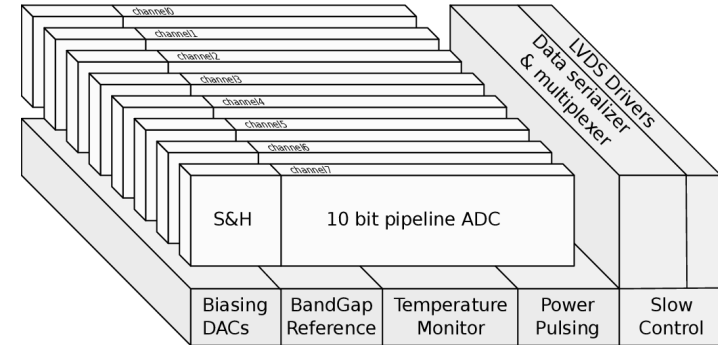 channel0
channel1
channel2
channel3
channel4
channel5
channel6
channel7
LVDS Drivers
Data serializer
& multiplexer
S&H
10 bit pipeline ADC
Biasing
DACs
BandGap
Reference
Temperature
Monitor
Power
Pulsing
Slow
Control